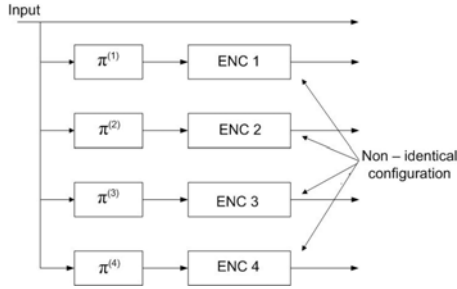 Input
π(1) ENC 1
π(2) ENC 2
Non – identical
configuration
π(3) ENC 3
π(4) ENC 4